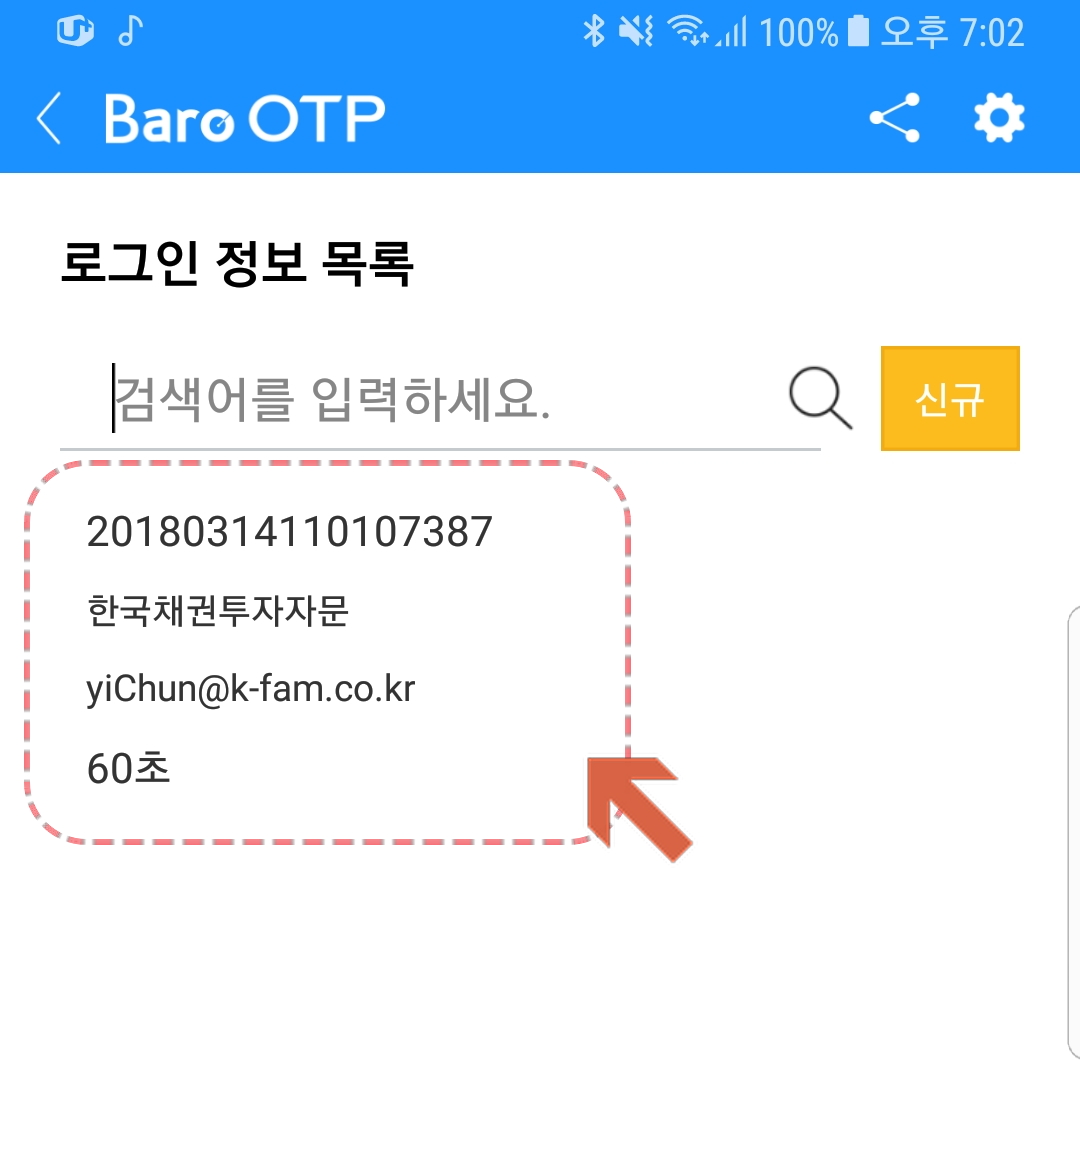 100% 오후 7:02
Baro OTP
로그인 정보 목록
검색어를 입력하세요.
신규
20180314110107387
한국채권투자자문
yiChun@k-fam.co.kr
60초